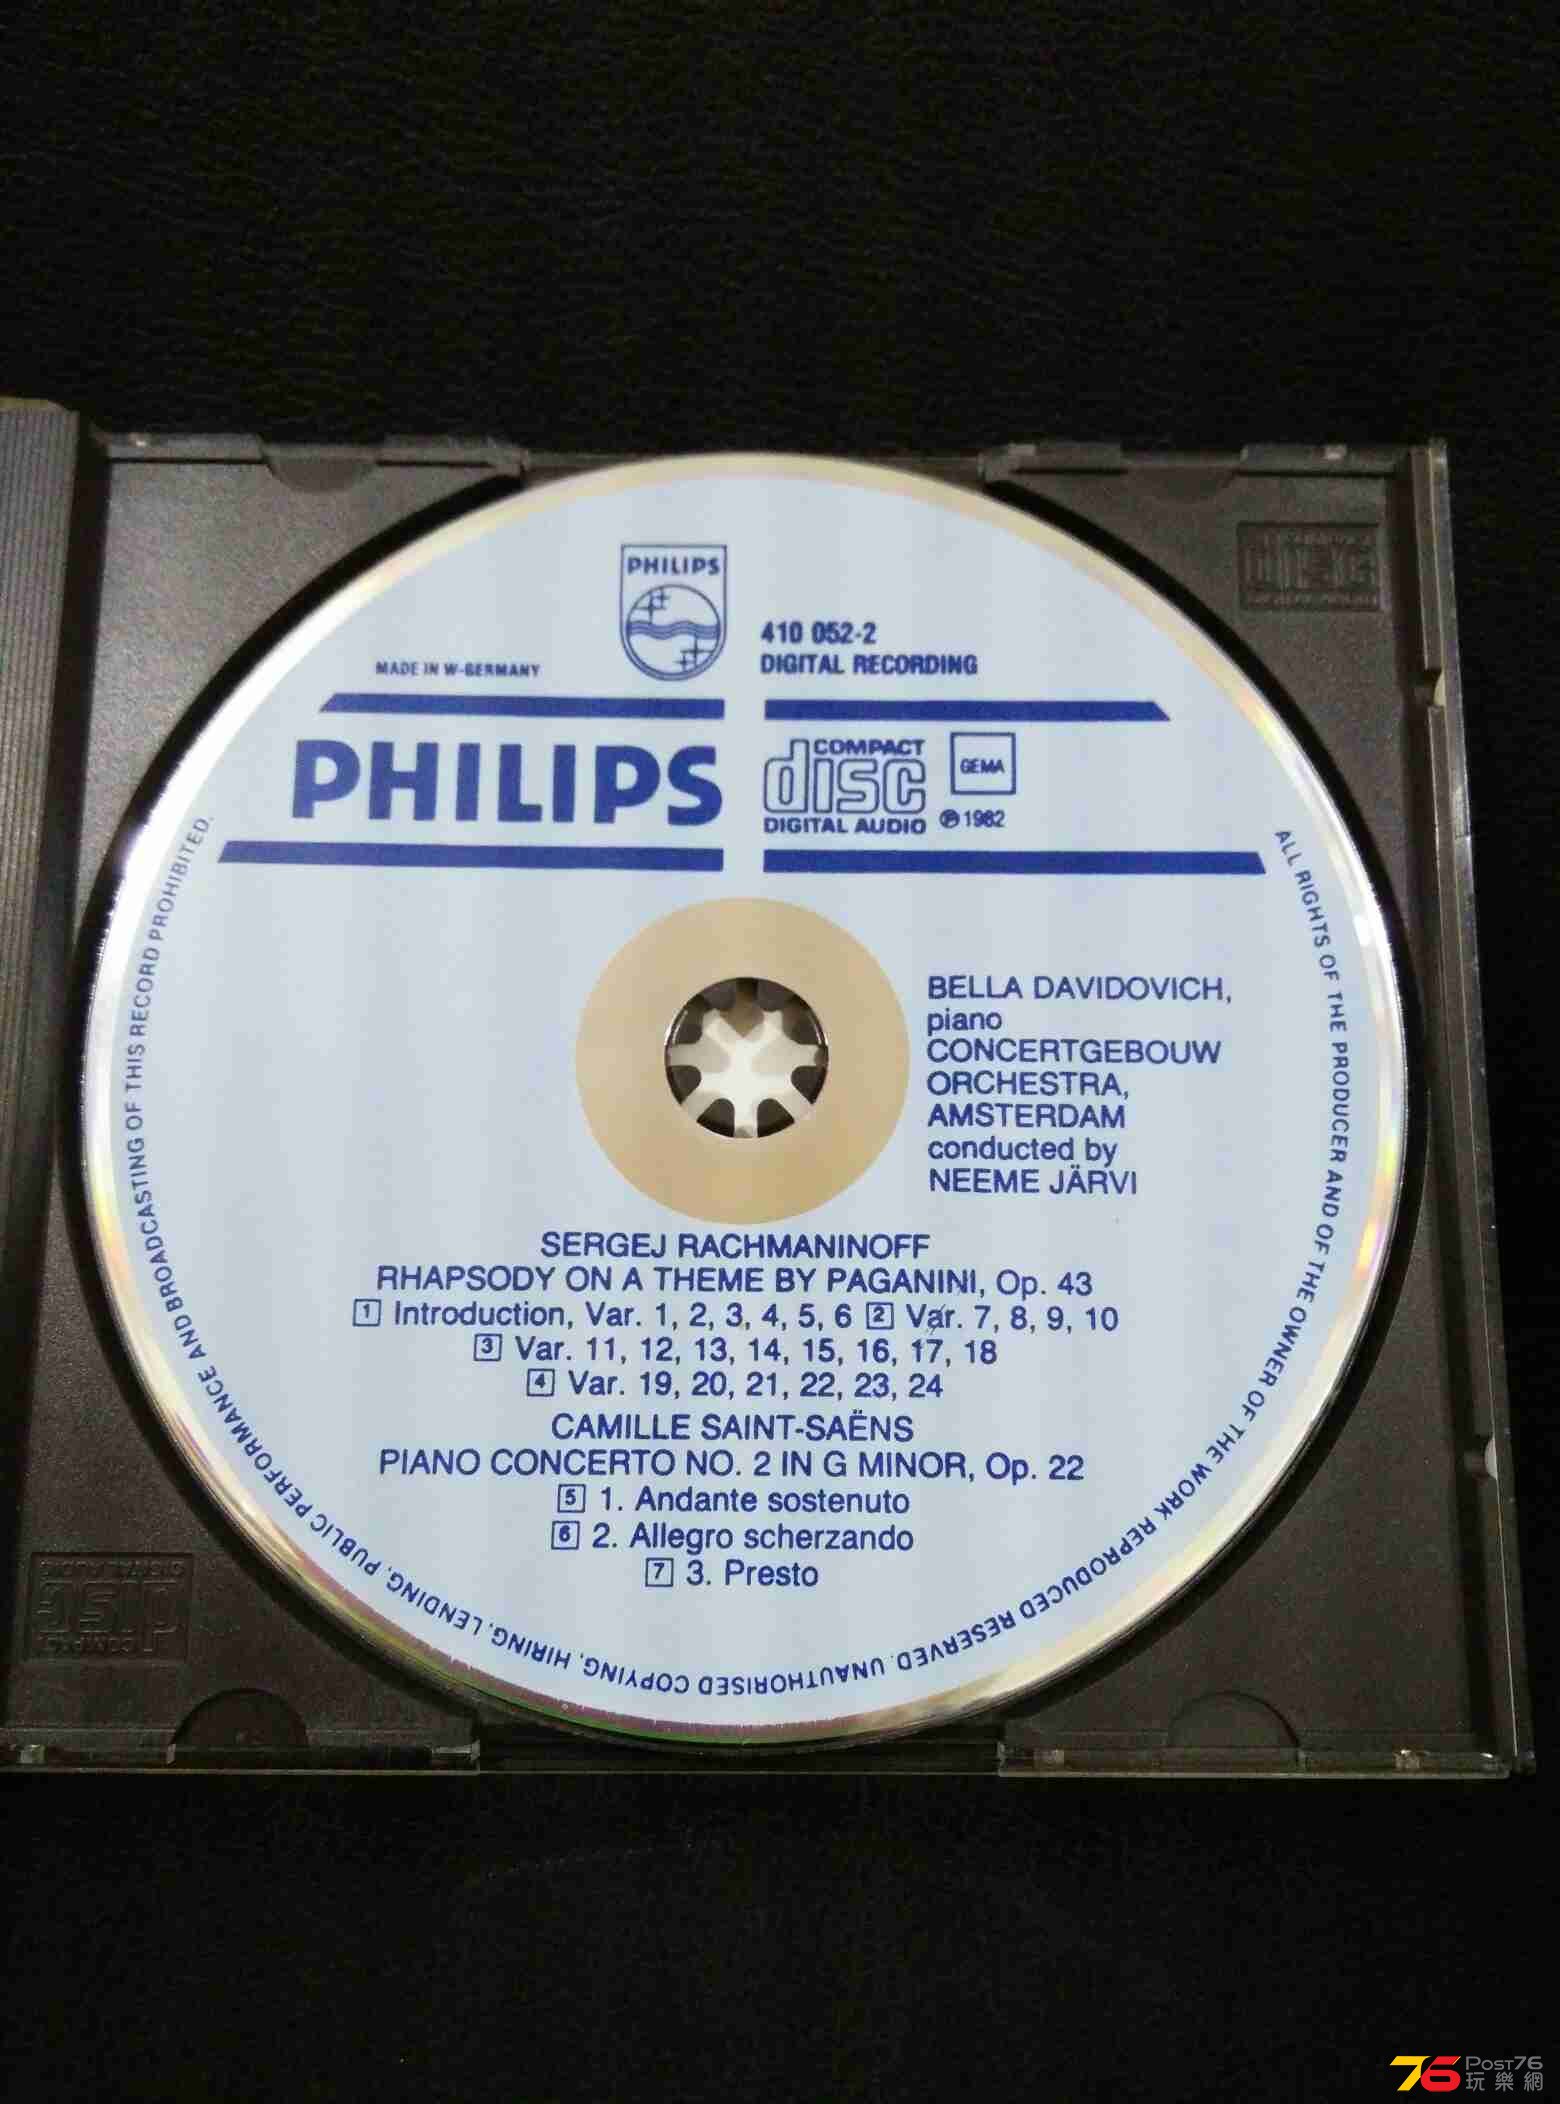 PHILIPS
410 052-2
MADE IN W-GERMANY
DIGITAL RECORDING
PHILIPS
COMPACT
disc
DIGITAL AUDIO
GEMA
℗ 1982
BELLA DAVIDOVICH,
piano
CONCERTGEBOUW
ORCHESTRA,
AMSTERDAM
conducted by
NEEME JÄRVI
SERGEJ RACHMANINOFF
RHAPSODY ON A THEME BY PAGANINI, Op. 43
1 Introduction, Var. 1, 2, 3, 4, 5, 6 2 Var. 7, 8, 9, 10
3 Var. 11, 12, 13, 14, 15, 16, 17, 18
4 Var. 19, 20, 21, 22, 23, 24
CAMILLE SAINT-SAËNS
PIANO CONCERTO NO. 2 IN G MINOR, Op. 22
5 1. Andante sostenuto
6 2. Allegro scherzando
7 3. Presto
ALL RIGHTS OF THE PRODUCER AND OF THE OWNER OF THE WORK REPRODUCED RESERVED. UNAUTHORISED COPYING, HIRING, LENDING, PUBLIC PERFORMANCE AND BROADCASTING OF THIS RECORD PROHIBITED.
COMPACT
disc
DIGITAL AUDIO
76 Post76
玩樂網